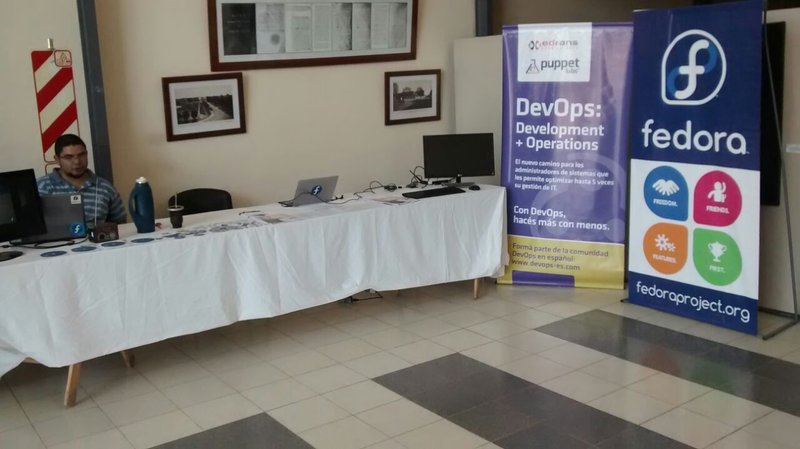 edrans
puppet
labs
DevOps:
Development
+ Operations
El nuevo camino para los
administradores de sistemas que
les permite optimizar hasta 5 veces
su gestión de IT.
Con DevOps,
hacés más con menos.
Formá parte de la comunidad
DevOps en español:
www.devops-es.com
fedora
FREEDOM.
FRIENDS.
FEATURES.
FIRST.
fedoraproject.org